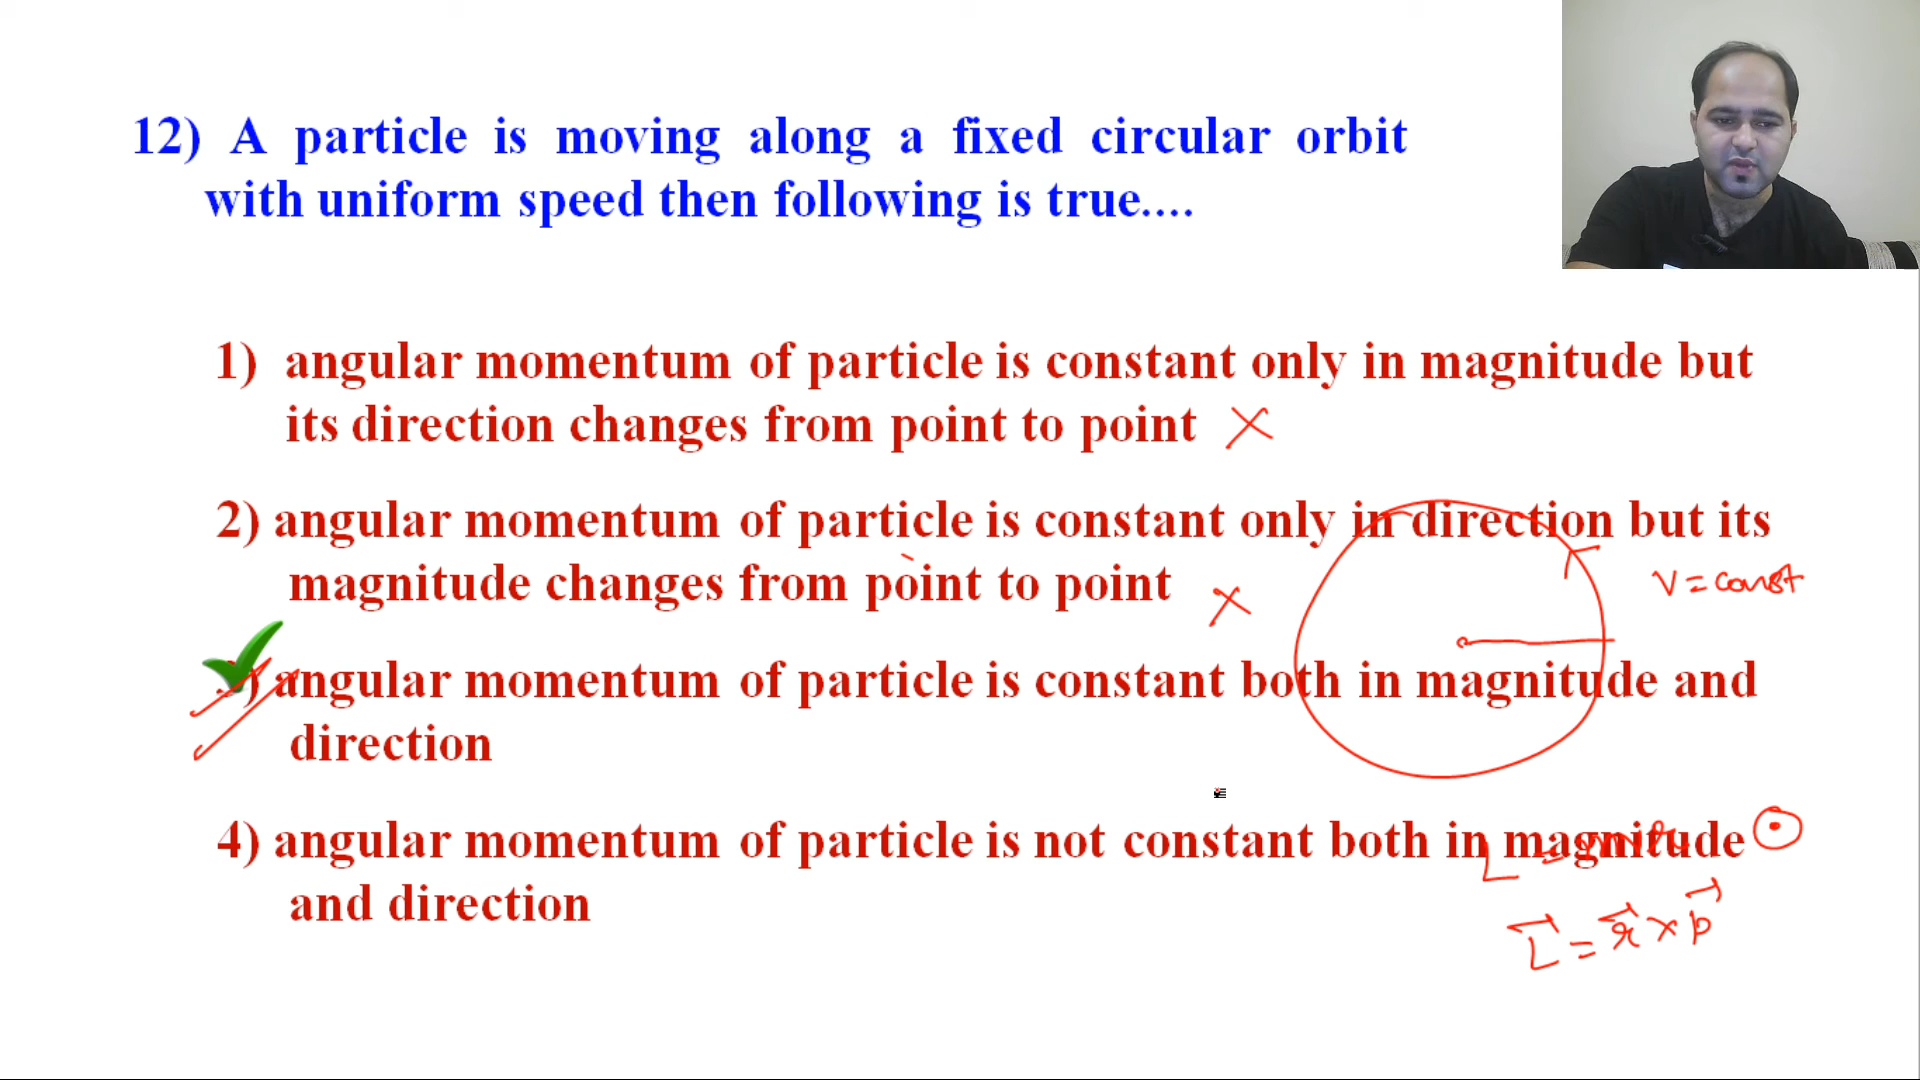 12) A particle is moving along a fixed circular orbit
with uniform speed then following is true....
1) angular momentum of particle is constant only in magnitude but
its direction changes from point to point ×
2) angular momentum of particle is constant only in direction but its
magnitude changes from point to point ×
V = const
3) angular momentum of particle is constant both in magnitude and
direction
4) angular momentum of particle is not constant both in magnitude
and direction
L = mvr
L⃗ = r⃗ × p⃗